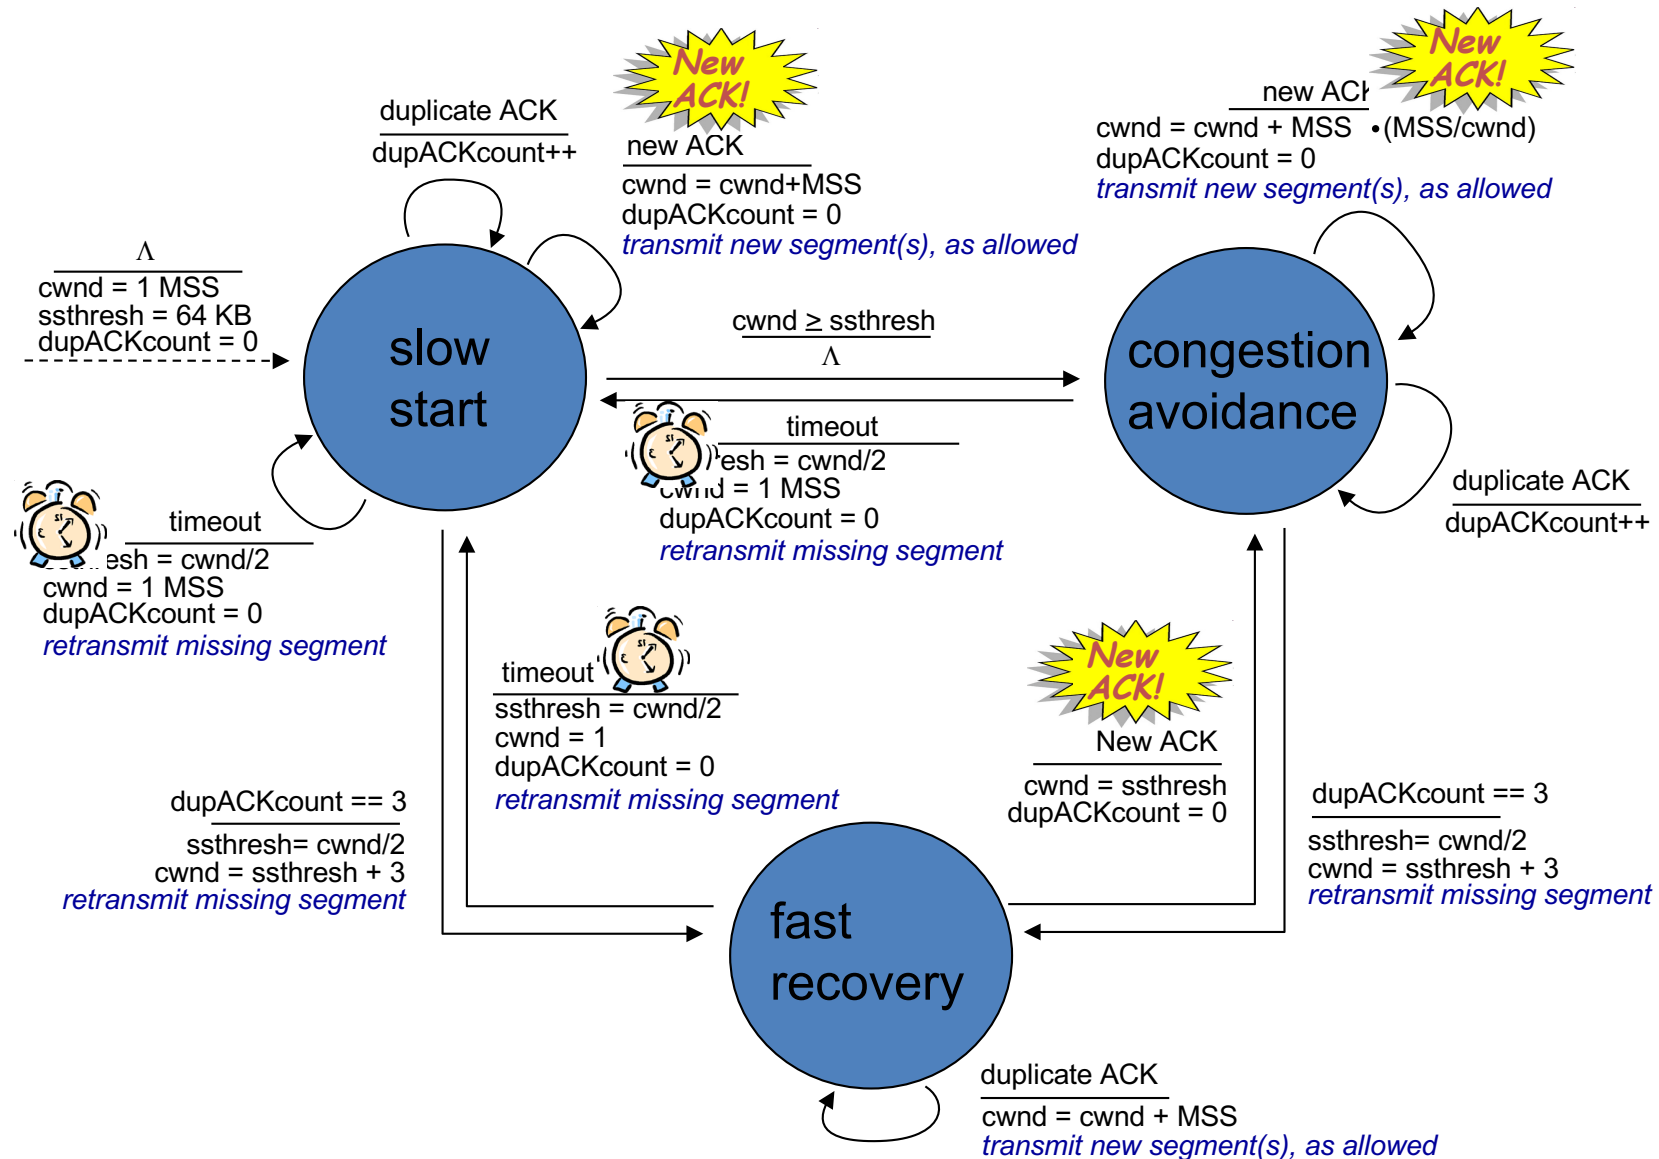 New
ACK!
duplicate ACK
dupACKcount++
new ACK
cwnd = cwnd+MSS
dupACKcount = 0
transmit new segment(s), as allowed
New
ACK!
new ACK
cwnd = cwnd + MSS •(MSS/cwnd)
dupACKcount = 0
transmit new segment(s), as allowed
Λ
cwnd = 1 MSS
ssthresh = 64 KB
dupACKcount = 0
slow
start
cwnd ≥ ssthresh
Λ
congestion
avoidance
timeout
esh = cwnd/2
cwnd = 1 MSS
dupACKcount = 0
retransmit missing segment
duplicate ACK
dupACKcount++
timeout
esh = cwnd/2
cwnd = 1 MSS
dupACKcount = 0
retransmit missing segment
timeout
ssthresh = cwnd/2
cwnd = 1
dupACKcount = 0
retransmit missing segment
New
ACK!
New ACK
cwnd = ssthresh
dupACKcount = 0
dupACKcount == 3
ssthresh= cwnd/2
cwnd = ssthresh + 3
retransmit missing segment
dupACKcount == 3
ssthresh= cwnd/2
cwnd = ssthresh + 3
retransmit missing segment
fast
recovery
duplicate ACK
cwnd = cwnd + MSS
transmit new segment(s), as allowed